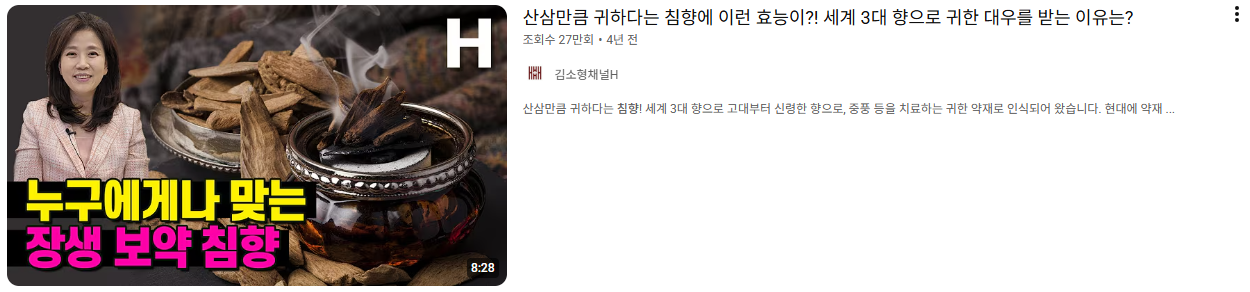 H
누구에게나 맞는
장생 보약 침향
8:28
산삼만큼 귀하다는 침향에 이런 효능이?! 세계 3대 향으로 귀한 대우를 받는 이유는?
조회수 27만회 • 4년 전
김소형채널H
산삼만큼 귀하다는 침향! 세계 3대 향으로 고대부터 신령한 향으로, 중풍 등을 치료하는 귀한 약재로 인식되어 왔습니다. 현대에 약재 ...